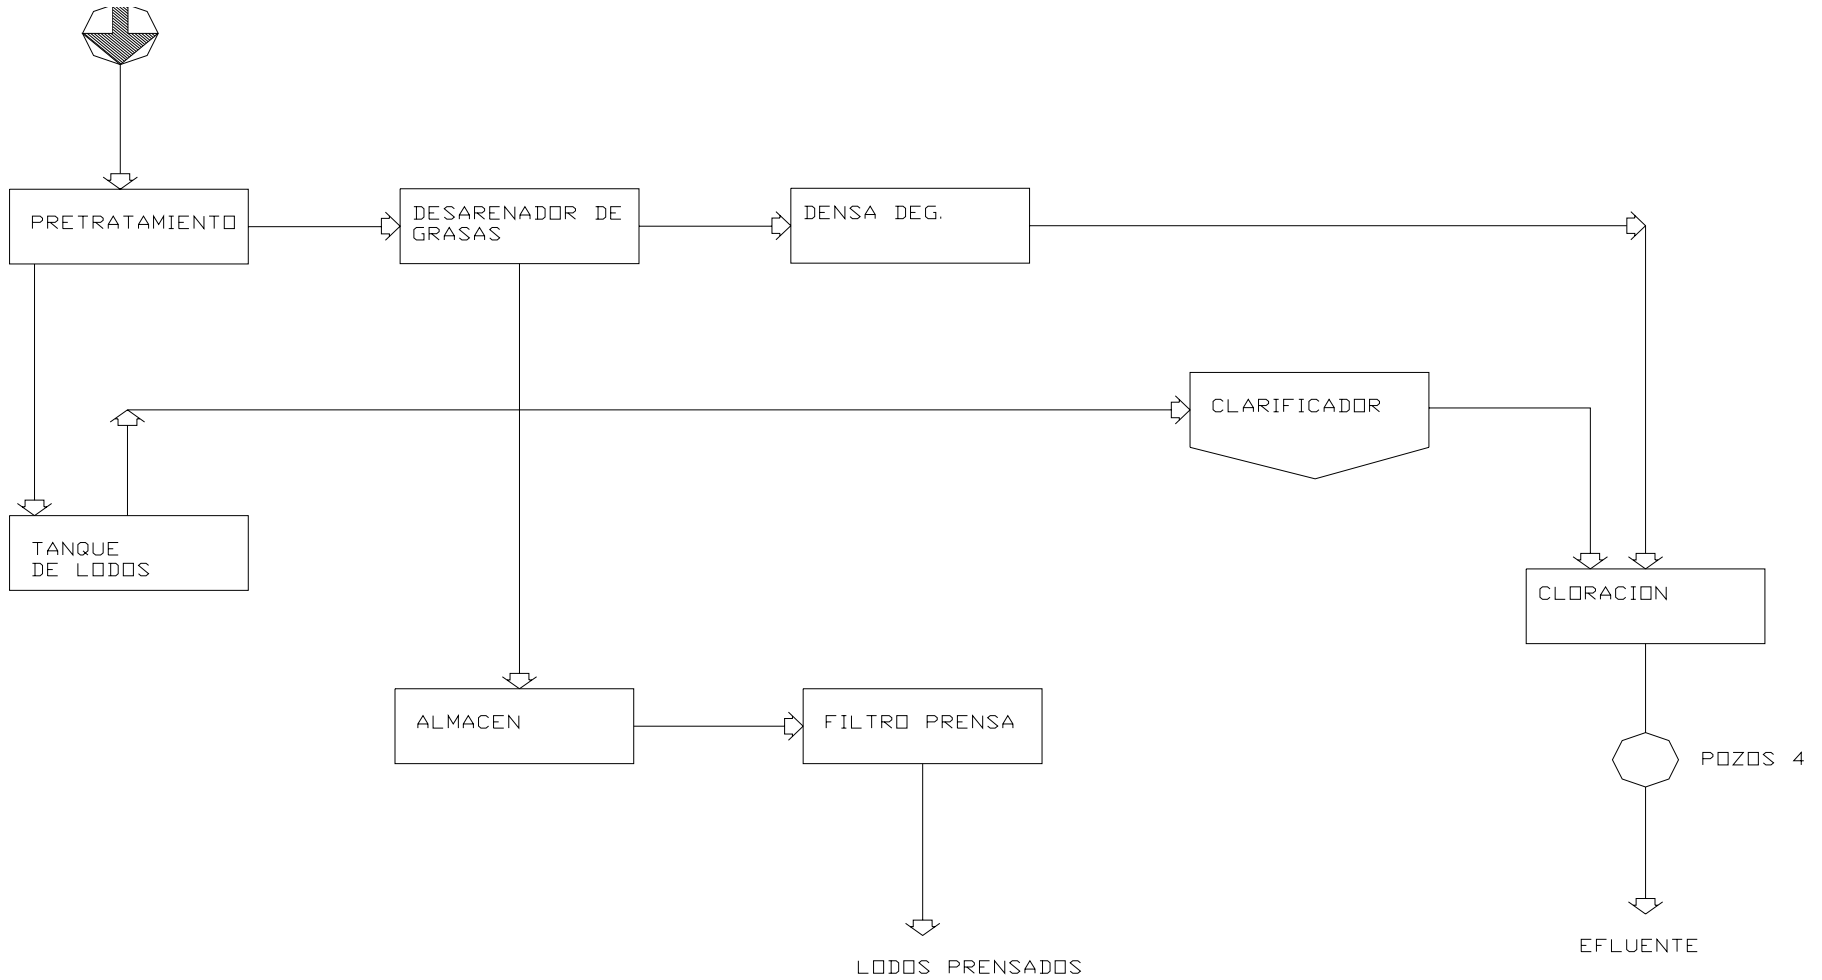 PRETRATAMIENTO
DESARENADOR DE
GRASAS
DENSA DEG.
CLARIFICADOR
TANQUE
DE LODOS
CLORACION
ALMACEN
FILTRO PRENSA
POZOS 4
EFLUENTE
LODOS PRENSADOS